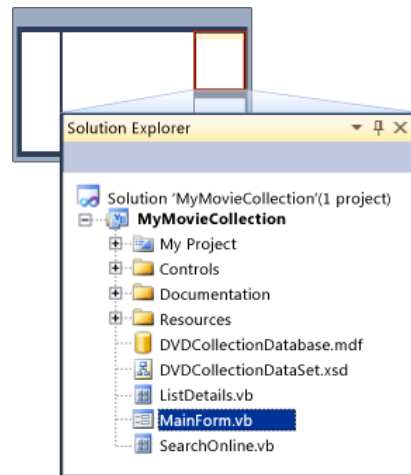 Solution Explorer
Solution 'MyMovieCollection'(1 project)
MyMovieCollection
My Project
Controls
Documentation
Resources
DVDCollectionDatabase.mdf
DVDCollectionDataSet.xsd
ListDetails.vb
MainForm.vb
SearchOnline.vb